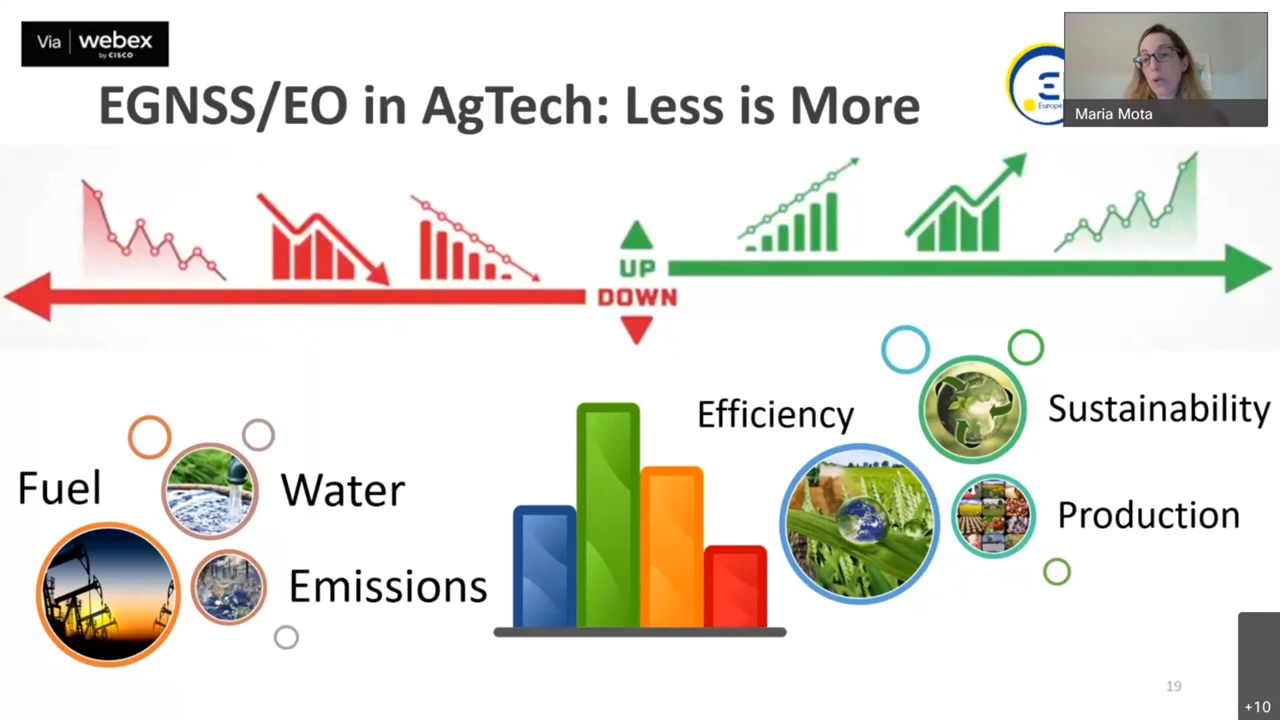 Via webex
by CISCO
EGNSS/EO in AgTech: Less is More
Maria Mota
UP
DOWN
Efficiency
Sustainability
Fuel
Water
Production
Emissions
19
+10